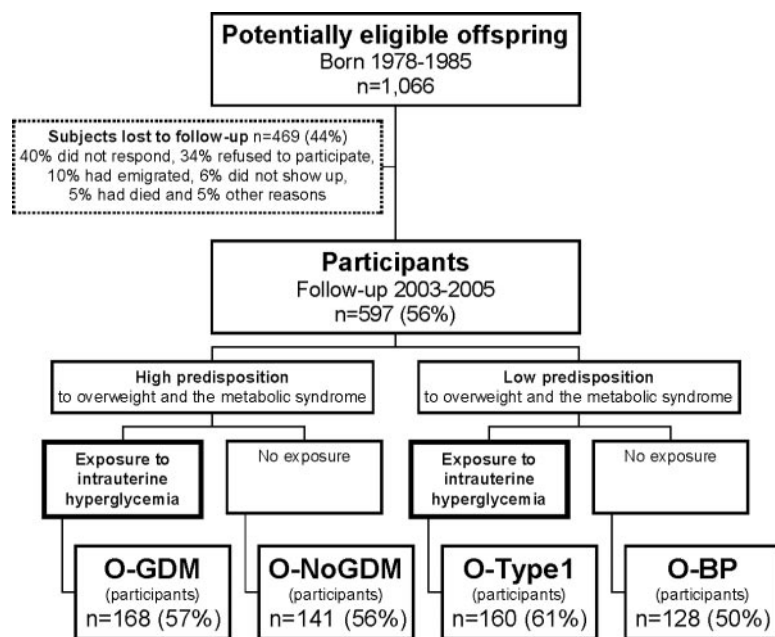 Potentially eligible offspring
Born 1978-1985
n=1,066
Subjects lost to follow-up n=469 (44%)
40% did not respond, 34% refused to participate,
10% had emigrated, 6% did not show up,
5% had died and 5% other reasons
Participants
Follow-up 2003-2005
n=597 (56%)
High predisposition
to overweight and the metabolic syndrome
Low predisposition
to overweight and the metabolic syndrome
Exposure to
intrauterine
hyperglycemia
No exposure
Exposure to
intrauterine
hyperglycemia
No exposure
O-GDM
(participants)
n=168 (57%)
O-NoGDM
(participants)
n=141 (56%)
O-Type1
(participants)
n=160 (61%)
O-BP
(participants)
n=128 (50%)